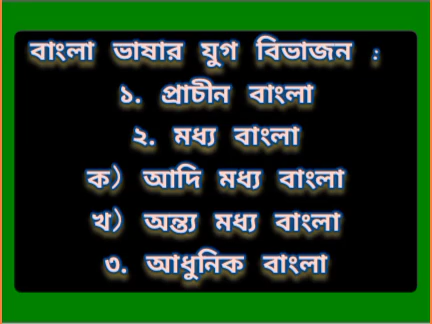 বাংলা ভাষার যুগ বিভাজন :
১. প্রাচীন বাংলা
২. মধ্য বাংলা
ক) আদি মধ্য বাংলা
খ) অন্ত্য মধ্য বাংলা
৩. আধুনিক বাংলা